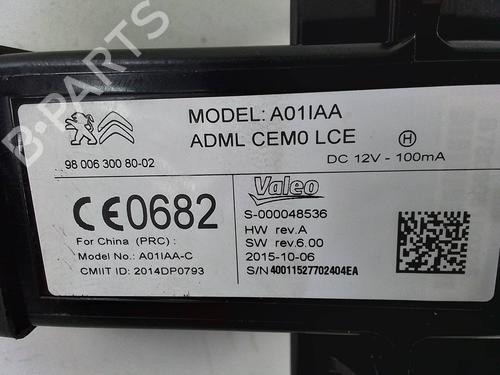 B-PARTS
MODEL: A01IAA
ADML CEM0 LCE
H
98 006 300 80-02
DC 12V - 100mA
CE0682
For China (PRC) :
Model No.: A01IAA-C
CMIIT ID: 2014DP0793
Valeo
S-000048536
HW rev.A
SW rev.6.00
2015-10-06
S/N 40011527702404EA